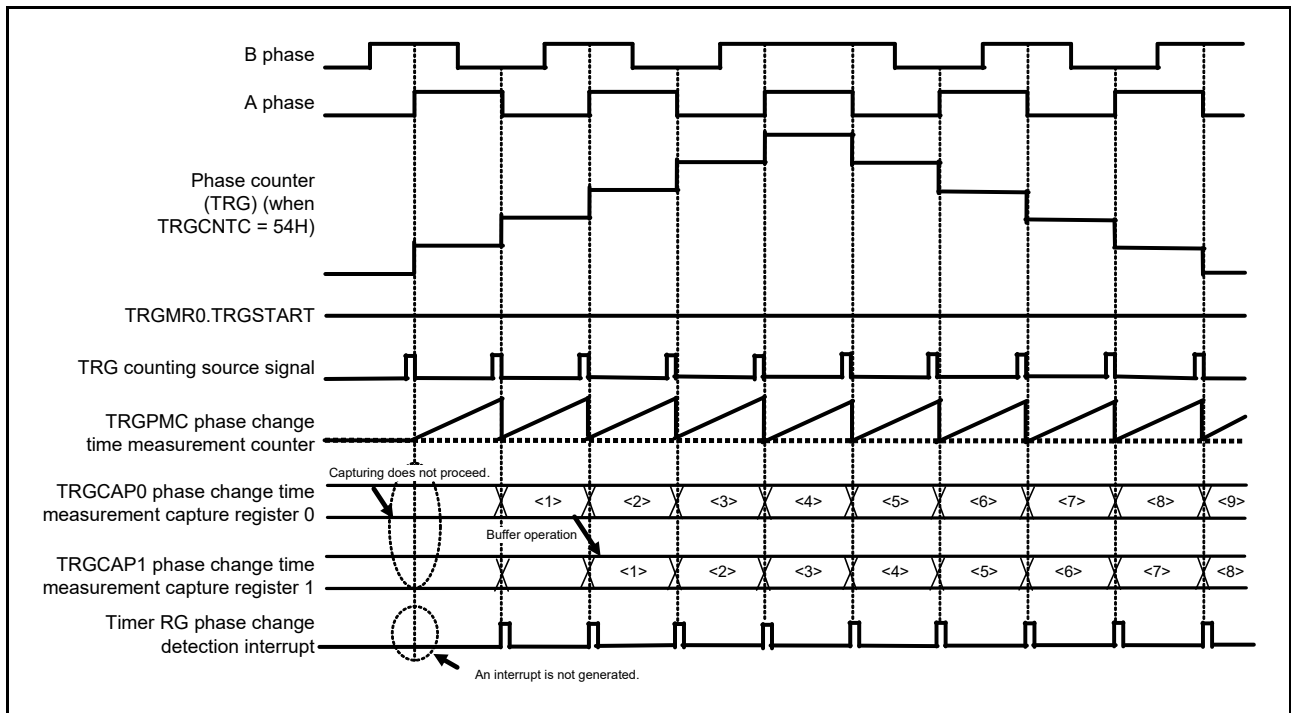 B phase
A phase
Phase counter
(TRG) (when
TRGCNTC = 54H)
TRGMR0.TRGSTART
TRG counting source signal
TRGPMC phase change
time measurement counter
Capturing does not proceed.
TRGCAP0 phase change time
measurement capture register 0
<1> <2> <3> <4> <5> <6> <7> <8> <9>
Buffer operation
TRGCAP1 phase change time
measurement capture register 1
<1> <2> <3> <4> <5> <6> <7> <8>
Timer RG phase change
detection interrupt
An interrupt is not generated.